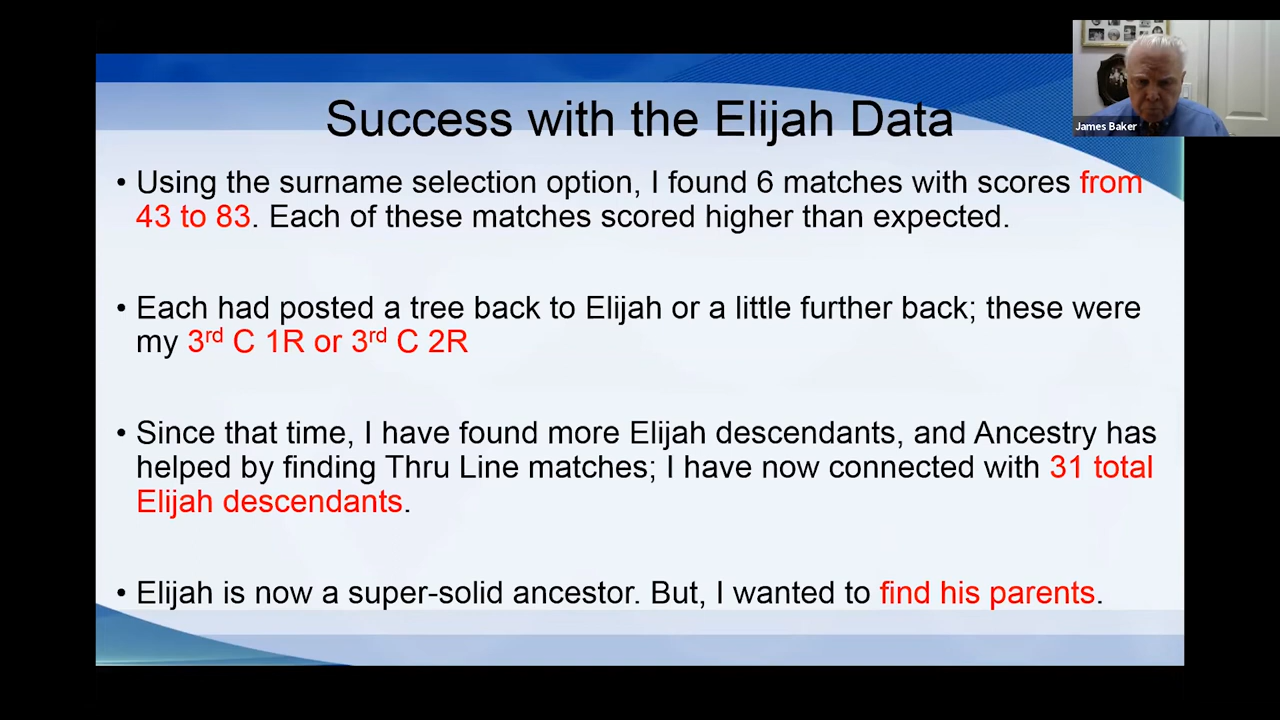 Success with the Elijah Data
• Using the surname selection option, I found 6 matches with scores from
43 to 83. Each of these matches scored higher than expected.
• Each had posted a tree back to Elijah or a little further back; these were
my 3rd C 1R or 3rd C 2R
• Since that time, I have found more Elijah descendants, and Ancestry has
helped by finding Thru Line matches; I have now connected with 31 total
Elijah descendants.
• Elijah is now a super-solid ancestor. But, I wanted to find his parents.
James Baker